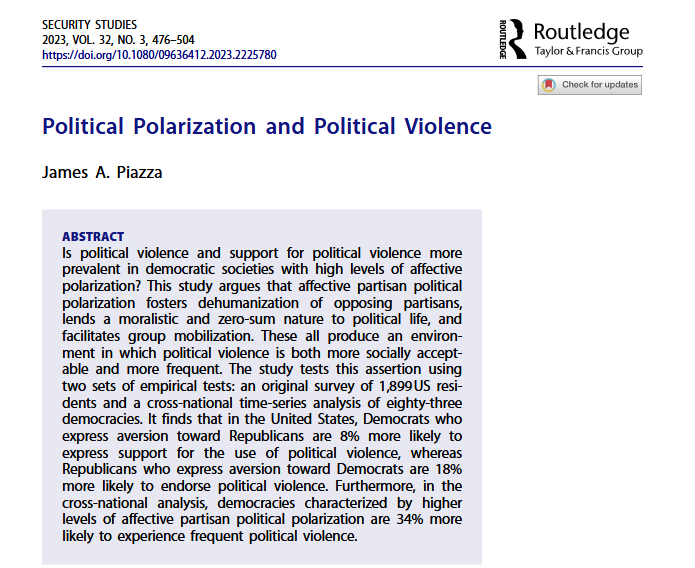 SECURITY STUDIES
2023, VOL. 32, NO. 3, 476–504
https://doi.org/10.1080/09636412.2023.2225780
ROUTLEDGE
Routledge
Taylor & Francis Group
Check for updates
Political Polarization and Political Violence
James A. Piazza
ABSTRACT
Is political violence and support for political violence more
prevalent in democratic societies with high levels of affective
polarization? This study argues that affective partisan political
polarization fosters dehumanization of opposing partisans,
lends a moralistic and zero-sum nature to political life, and
facilitates group mobilization. These all produce an environ-
ment in which political violence is both more socially accept-
able and more frequent. The study tests this assertion using
two sets of empirical tests: an original survey of 1,899 US resi-
dents and a cross-national time-series analysis of eighty-three
democracies. It finds that in the United States, Democrats who
express aversion toward Republicans are 8% more likely to
express support for the use of political violence, whereas
Republicans who express aversion toward Democrats are 18%
more likely to endorse political violence. Furthermore, in the
cross-national analysis, democracies characterized by higher
levels of affective partisan political polarization are 34% more
likely to experience frequent political violence.